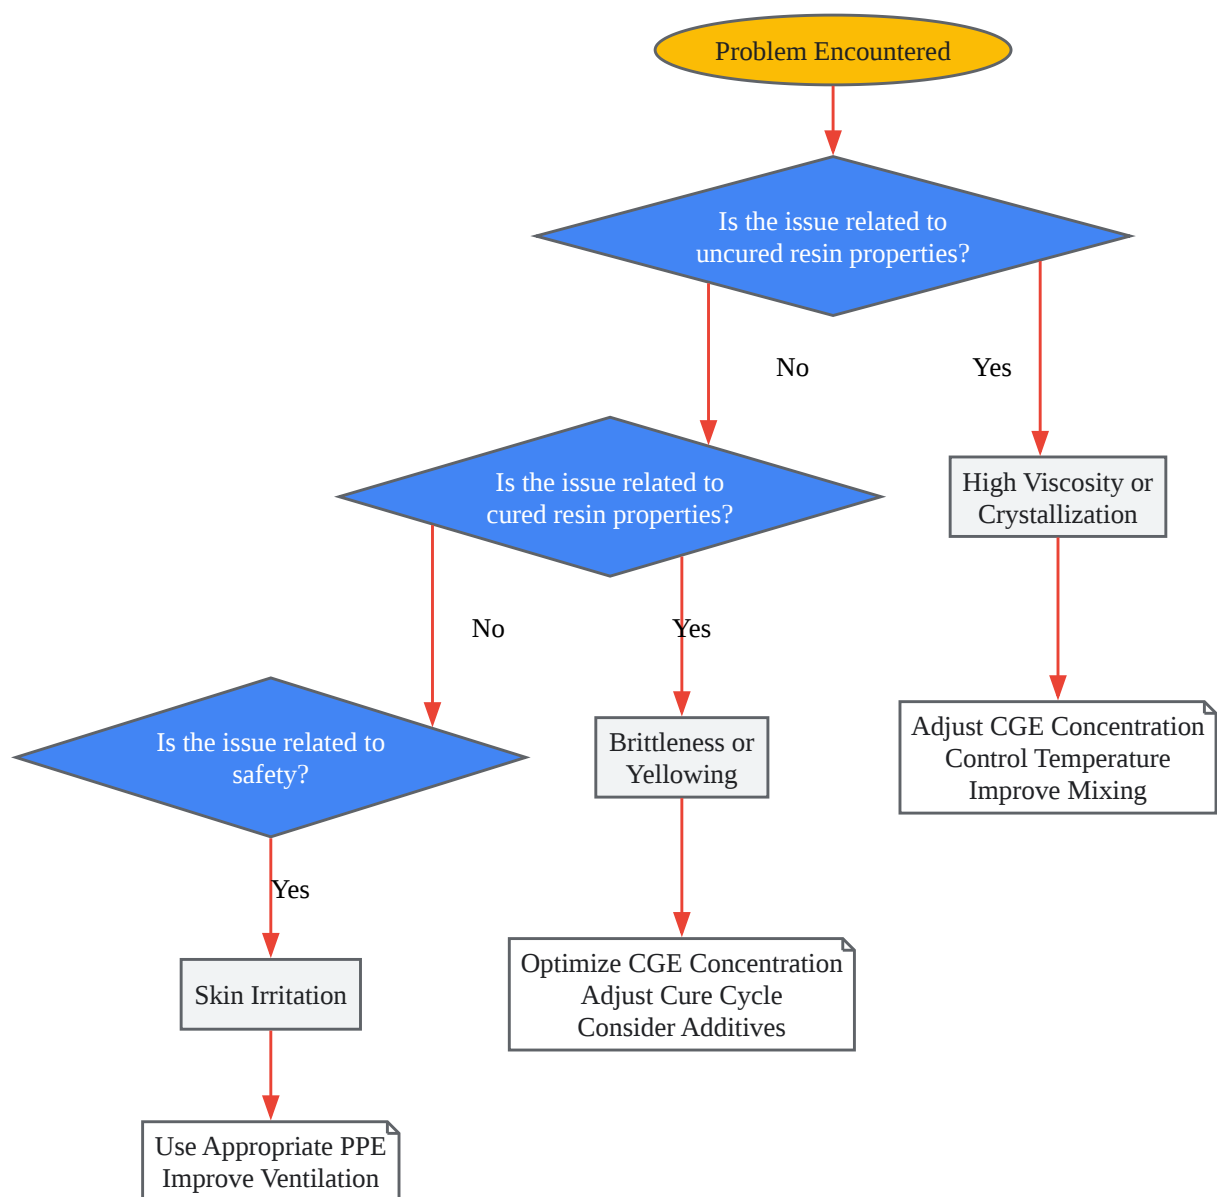 Problem Encountered
Is the issue related to
uncured resin properties?
No
Yes
Is the issue related to
cured resin properties?
High Viscosity or
Crystallization
No
Yes
Is the issue related to
safety?
Brittleness or
Yellowing
Adjust CGE Concentration
Control Temperature
Improve Mixing
Yes
Skin Irritation
Optimize CGE Concentration
Adjust Cure Cycle
Consider Additives
Use Appropriate PPE
Improve Ventilation